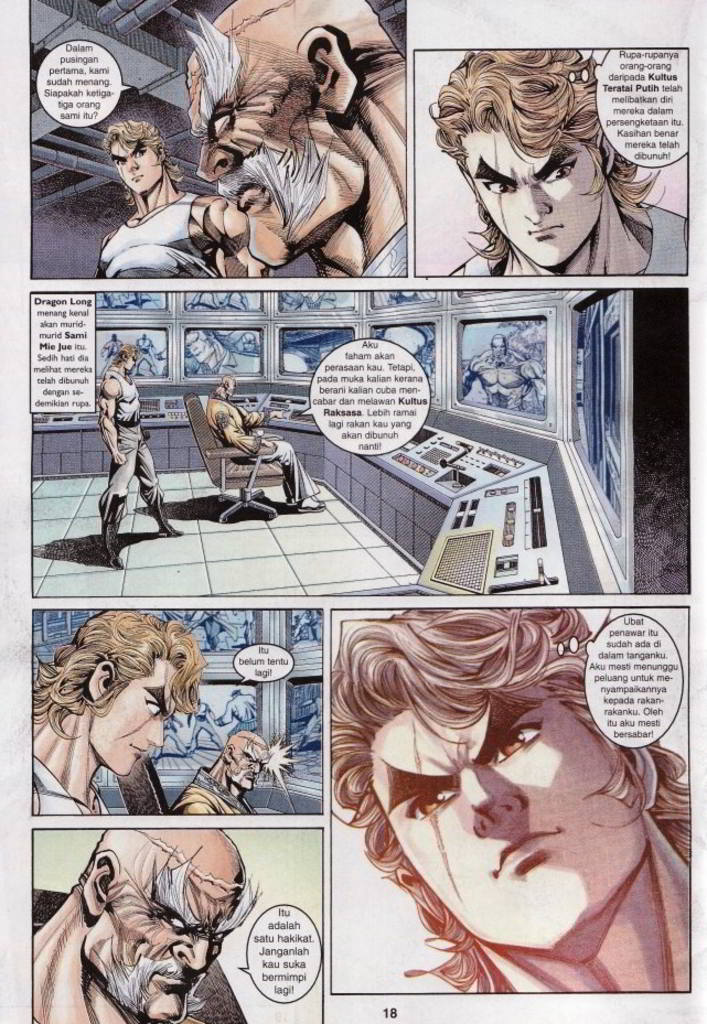 Dalam
pusingan
pertama, kami
sudah menang.
Siapakah ketiga-
tiga orang
sami itu?
Rupa-rupanya
orang-orang
daripada Kultus
Teratai Putih telah
melibatkan diri
mereka dalam
persengketaan itu.
Kasihan benar
mereka telah
dibunuh!
Dragon Long
menang kenal
akan murid-
murid Sami
Mie Jue itu.
Sedih hati dia
melihat mereka
telah dibunuh
dengan se-
demikian rupa.
Aku
faham akan
perasaan kau. Tetapi,
pada muka kalian kerana
berani kalian cuba men-
cabar dan melawan Kultus
Raksasa. Lebih ramai
lagi orang kau yang
akan dibunuh
nanti!
Itu
belum tentu
lagi!
Ubat
penawar itu
sudah ada di
dalam tanganku.
Aku mesti menunggu
peluang untuk me-
nyampaikannya
kepada rakan-
rakanku. Oleh
itu aku mesti
bersabar!
Itu
adalah
satu hakikat.
Janganlah
kau suka
bermimpi
lagi!
18